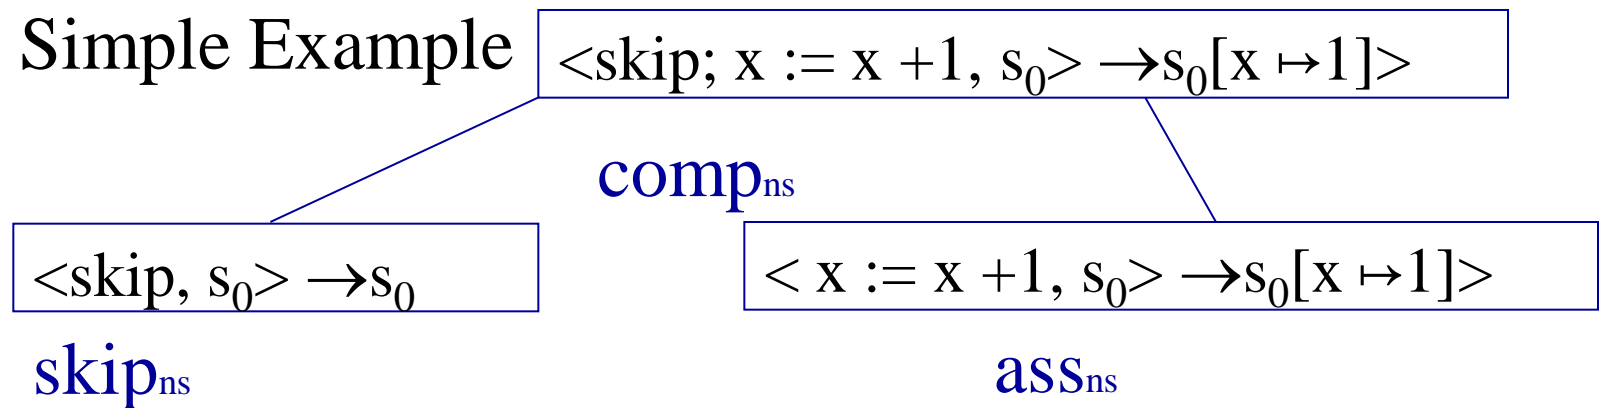 Simple Example
<skip; x := x +1, s₀> →s₀[x ↦1]>
compns
<skip, s₀> →s₀
< x := x +1, s₀> →s₀[x ↦1]>
skipns
assns